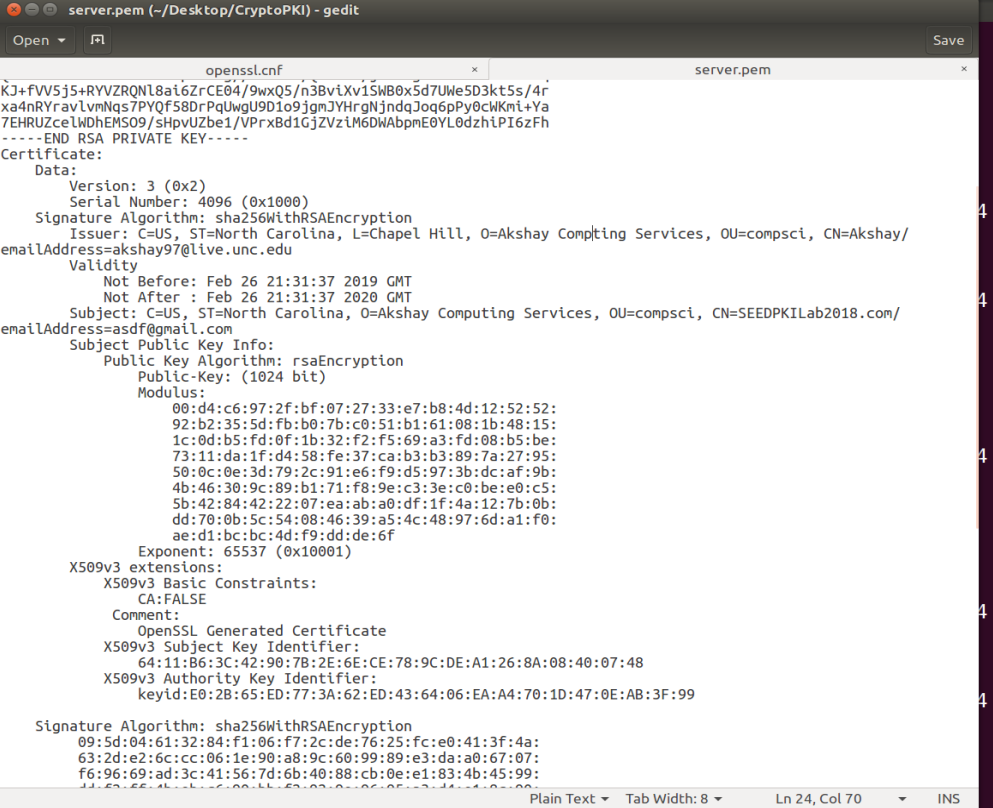 server.pem (~/Desktop/CryptoPKI) - gedit
Open Save
openssl.cnf × server.pem ×
KJ+fVV5j5+RYVZRQNl8ai6ZrCE04/9wxQ5/n3BviXv1SWB0x5d7UWe5D3kt5s/4r
xa4nRYravlvmNqs7PYQf58DrPqUwgU9D1o9jgmJYHrgNjndqJoq6pPy0cWKmi+Ya
7EHRUZcelWDhEMSO9/sHpvUZbe1/VPrxBd1GjZVziM6DWAbpmE0YL0dzhiPI6zFh
-----END RSA PRIVATE KEY-----
Certificate:
Data:
Version: 3 (0x2)
Serial Number: 4096 (0x1000)
Signature Algorithm: sha256WithRSAEncryption
Issuer: C=US, ST=North Carolina, L=Chapel Hill, O=Akshay Compting Services, OU=compsci, CN=Akshay/
emailAddress=akshay97@live.unc.edu
Validity
Not Before: Feb 26 21:31:37 2019 GMT
Not After : Feb 26 21:31:37 2020 GMT
Subject: C=US, ST=North Carolina, O=Akshay Computing Services, OU=compsci, CN=SEEDPKILab2018.com/
emailAddress=asdf@gmail.com
Subject Public Key Info:
Public Key Algorithm: rsaEncryption
Public-Key: (1024 bit)
Modulus:
00:d4:c6:97:2f:bf:07:27:33:e7:b8:4d:12:52:52:
92:b2:35:5d:fb:b0:7b:c0:51:b1:61:08:1b:48:15:
1c:0d:b5:fd:0f:1b:32:f2:f5:69:a3:fd:08:b5:be:
73:11:da:1f:d4:58:fe:37:ca:b3:b3:89:7a:27:95:
50:0c:0e:3d:79:2c:91:e6:f9:d5:97:3b:dc:af:9b:
4b:46:30:9c:89:b1:71:f8:9e:c3:3e:c0:be:e0:c5:
5b:42:84:42:22:07:ea:ab:a0:df:1f:4a:12:7b:0b:
dd:70:0b:5c:54:08:46:39:a5:4c:48:97:6d:a1:f0:
ae:d1:bc:bc:4d:f9:dd:de:6f
Exponent: 65537 (0x10001)
X509v3 extensions:
X509v3 Basic Constraints:
CA:FALSE
Comment:
OpenSSL Generated Certificate
X509v3 Subject Key Identifier:
64:11:B6:3C:42:90:7B:2E:6E:CE:78:9C:DE:A1:26:8A:08:40:07:48
X509v3 Authority Key Identifier:
keyid:E0:2B:65:ED:77:3A:62:ED:43:64:06:EA:A4:70:1D:47:0E:AB:3F:99
Signature Algorithm: sha256WithRSAEncryption
09:5d:04:61:32:84:f1:06:f7:2c:de:76:25:fc:e0:41:3f:4a:
63:2d:e2:6c:cc:06:1e:90:a8:9c:60:99:89:e3:da:a0:67:07:
f6:96:69:ad:3c:41:56:7d:6b:40:88:cb:0e:e1:83:4b:45:99:
Plain Text Tab Width: 8 Ln 24, Col 70 INS
4
4
4
4
4